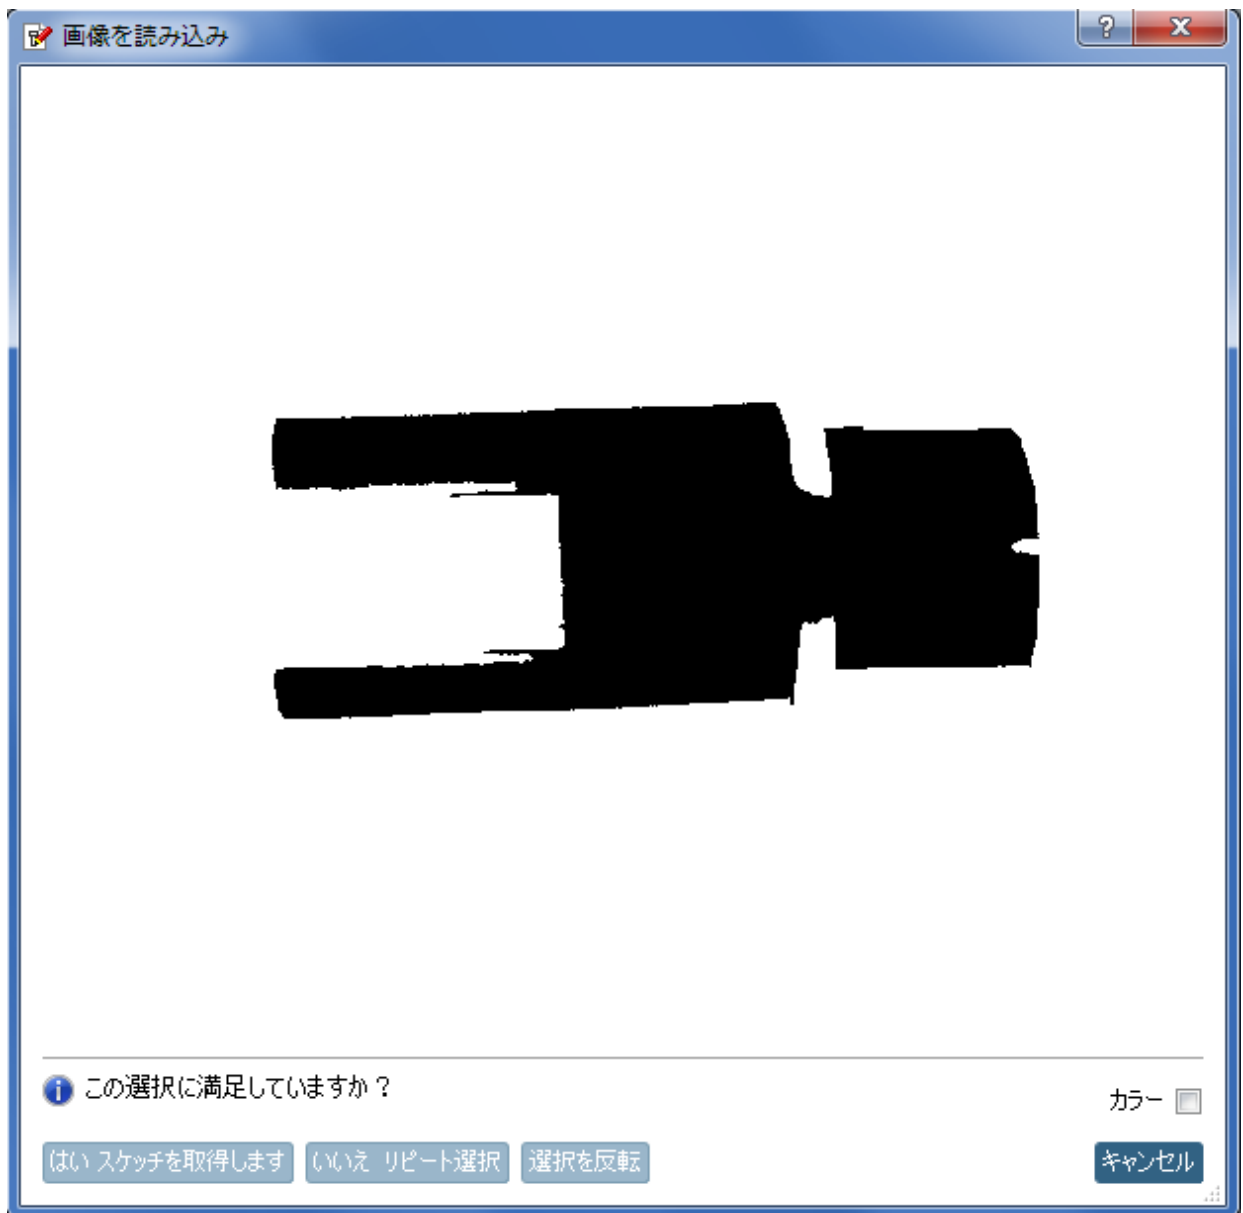 画像を読み込み
この選択に満足していますか？
カラー
はい スケッチを取得します
いいえ リピート選択
選択を反転
キャンセル